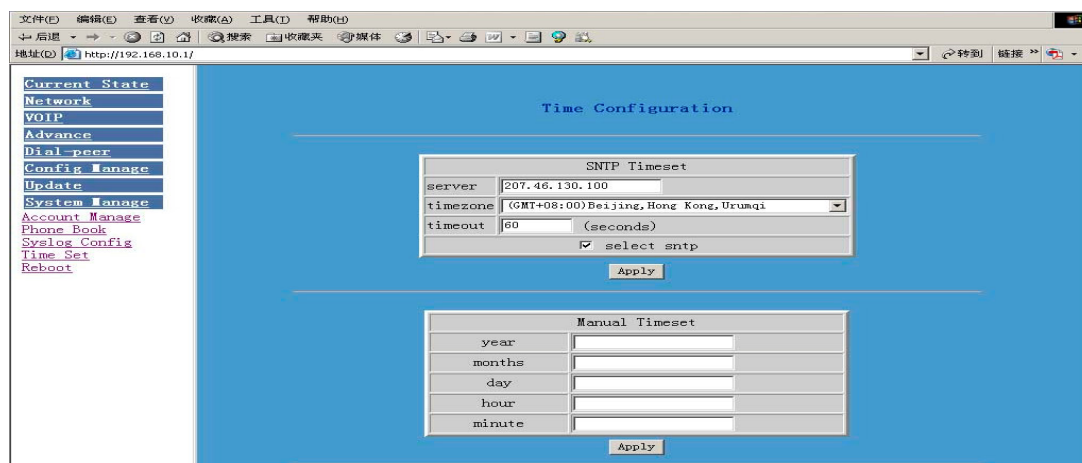 文件(F) 编辑(E) 查看(V) 收藏(A) 工具(T) 帮助(H)
后退 搜索 收藏夹 媒体
地址(D) http://192.168.10.1/ 转到 链接 »
Current State
Network
VOIP
Advance
Dial-peer
Config Manage
Update
System Manage
Account Manage
Phone Book
Syslog Config
Time Set
Reboot
Time Configuration
SNTP Timeset
server 207.46.130.100
timezone (GMT+08:00)Beijing,Hong Kong,Urumqi
timeout 60 (seconds)
select sntp
Apply
Manual Timeset
year
months
day
hour
minute
Apply